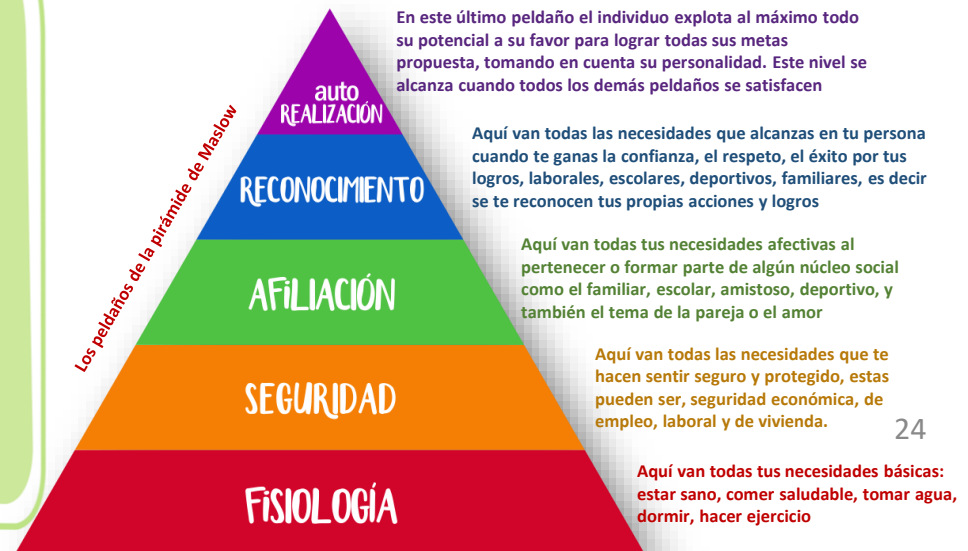 En este último peldaño el individuo explota al máximo todo
su potencial a su favor para lograr todas sus metas
propuesta, tomando en cuenta su personalidad. Este nivel se
alcanza cuando todos los demás peldaños se satisfacen
auto
REALIZACIÓN
Los peldaños de la pirámide de Maslow
Aquí van todas las necesidades que alcanzas en tu persona
cuando te ganas la confianza, el respeto, el éxito por tus
logros, laborales, escolares, deportivos, familiares, es decir
se te reconocen tus propias acciones y logros
RECONOCIMIENTO
Aquí van todas tus necesidades afectivas al
pertenecer o formar parte de algún núcleo social
como el familiar, escolar, amistoso, deportivo, y
también el tema de la pareja o el amor
AFiLIACIÓN
Aquí van todas las necesidades que te
hacen sentir seguro y protegido, estas
pueden ser, seguridad económica, de
empleo, laboral y de vivienda.
SEGURIDAD
24
Aquí van todas tus necesidades básicas:
estar sano, comer saludable, tomar agua,
dormir, hacer ejercicio
FiSIOLOGÍA